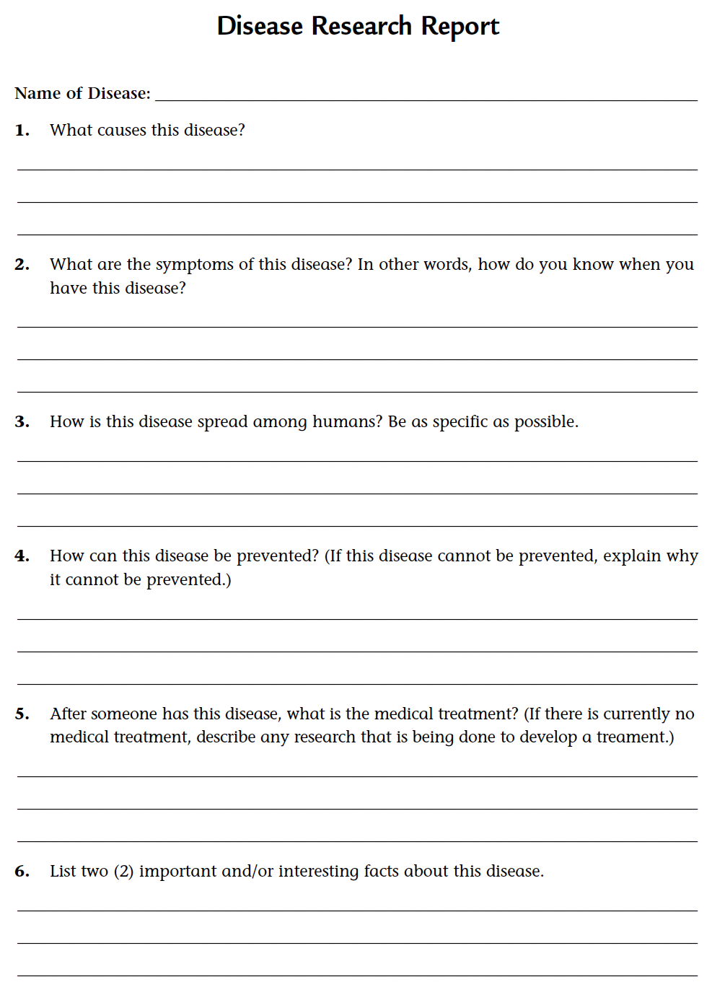 Disease Research Report
Name of Disease:
1. What causes this disease?
2. What are the symptoms of this disease? In other words, how do you know when you
have this disease?
3. How is this disease spread among humans? Be as specific as possible.
4. How can this disease be prevented? (If this disease cannot be prevented, explain why
it cannot be prevented.)
5. After someone has this disease, what is the medical treatment? (If there is currently no
medical treatment, describe any research that is being done to develop a treament.)
6. List two (2) important and/or interesting facts about this disease.